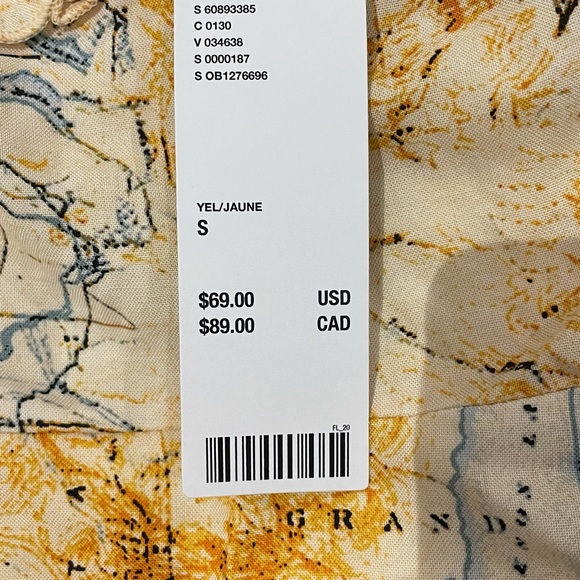 S 60893385
C 0130
V 034638
S 0000187
S OB1276696
YEL/JAUNE
S
$69.00 USD
$89.00 CAD
FL_20
GRAND